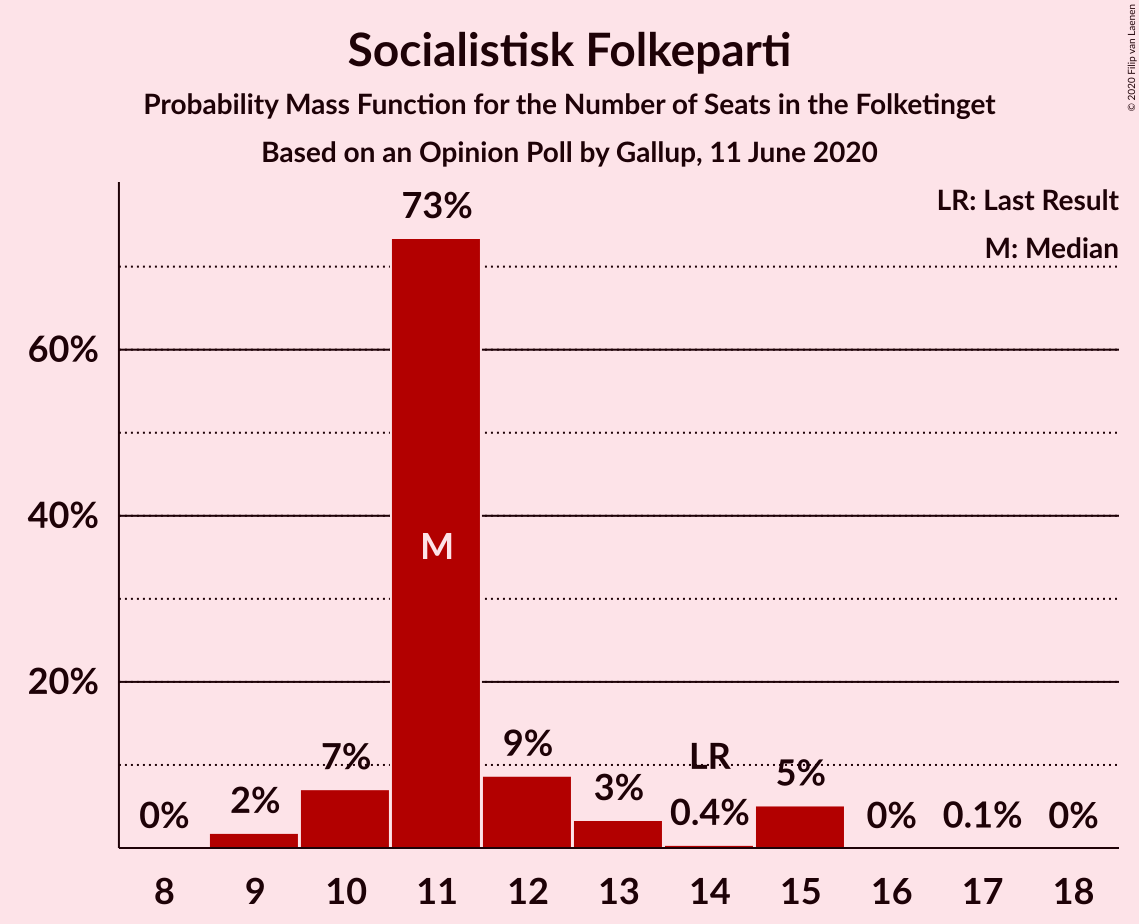 Socialistisk Folkeparti
Probability Mass Function for the Number of Seats in the Folketinget
Based on an Opinion Poll by Gallup, 11 June 2020
© 2020 Filip van Laenen
LR: Last Result
M: Median
60%
40%
20%
0%
2%
7%
73%
M
9%
3%
LR
0.4%
5%
0%
0.1%
0%
8 9 10 11 12 13 14 15 16 17 18